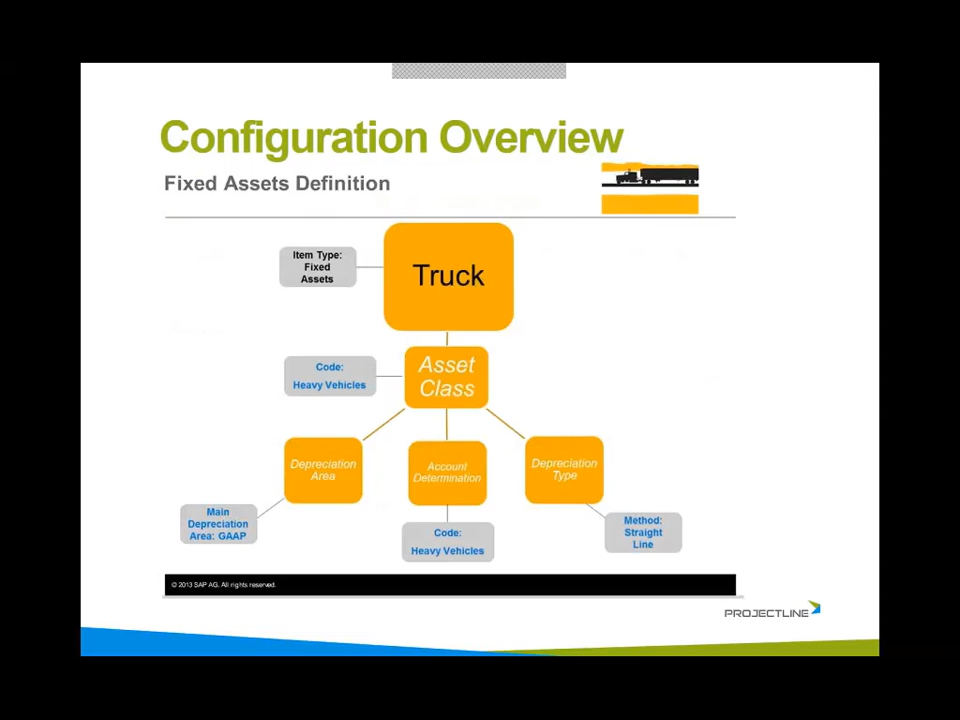 Configuration Overview
Fixed Assets Definition
Item Type:
Fixed
Assets
Truck
Code:
Heavy Vehicles
Asset
Class
Depreciation
Area
Account
Determination
Depreciation
Type
Main
Depreciation
Area: GAAP
Code:
Heavy Vehicles
Method:
Straight
Line
© 2013 SAP AG. All rights reserved.
PROJECTLINE